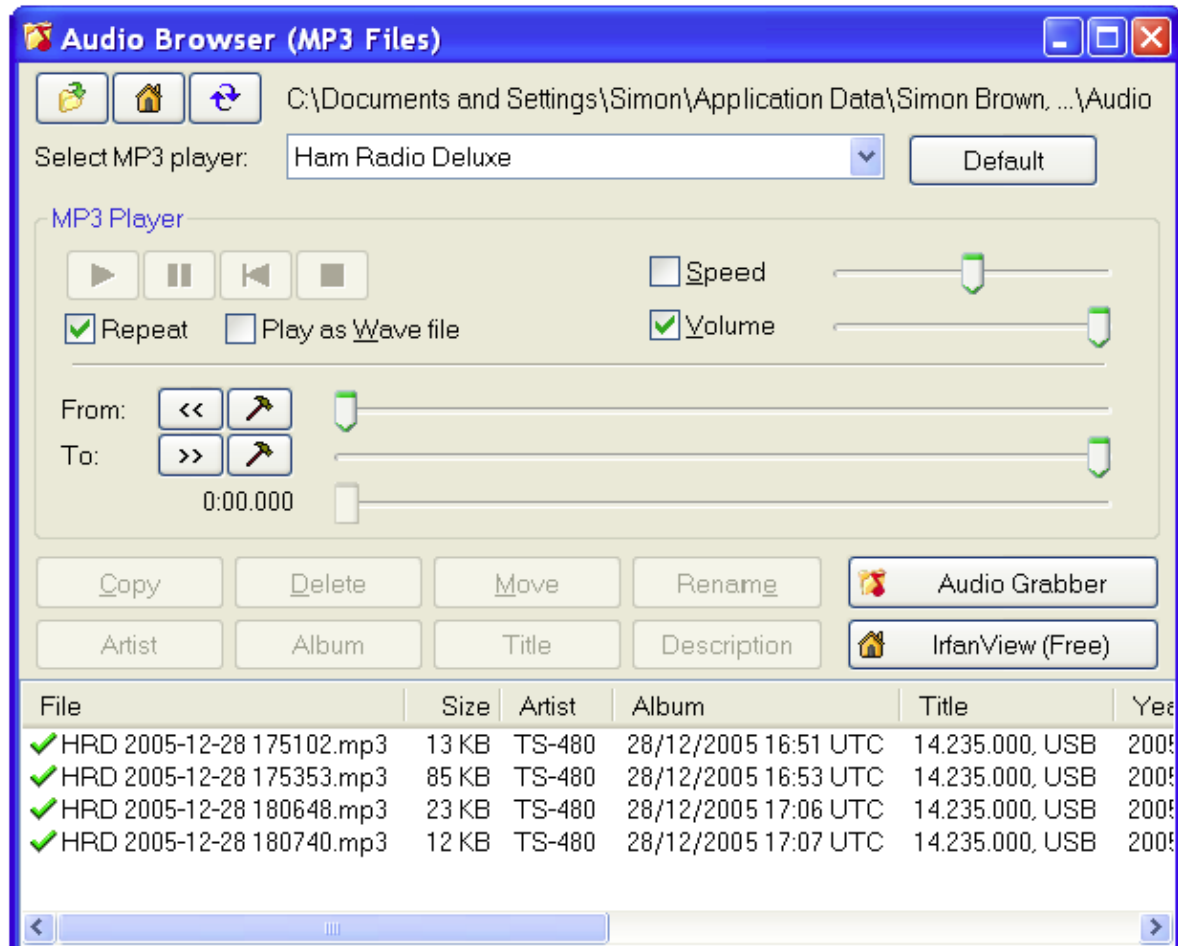 Audio Browser (MP3 Files)
C:\Documents and Settings\Simon\Application Data\Simon Brown, ...\Audio
Select MP3 player: Ham Radio Deluxe Default
MP3 Player
Speed
Repeat Play as Wave file Volume
From: <<
To: >>
0:00.000
Copy Delete Move Rename Audio Grabber
Artist Album Title Description IrfanView (Free)
File Size Artist Album Title Yea
HRD 2005-12-28 175102.mp3 13 KB TS-480 28/12/2005 16:51 UTC 14.235.000, USB 2005
HRD 2005-12-28 175353.mp3 85 KB TS-480 28/12/2005 16:53 UTC 14.235.000, USB 2005
HRD 2005-12-28 180648.mp3 23 KB TS-480 28/12/2005 17:06 UTC 14.235.000, USB 2005
HRD 2005-12-28 180740.mp3 12 KB TS-480 28/12/2005 17:07 UTC 14.235.000, USB 2005